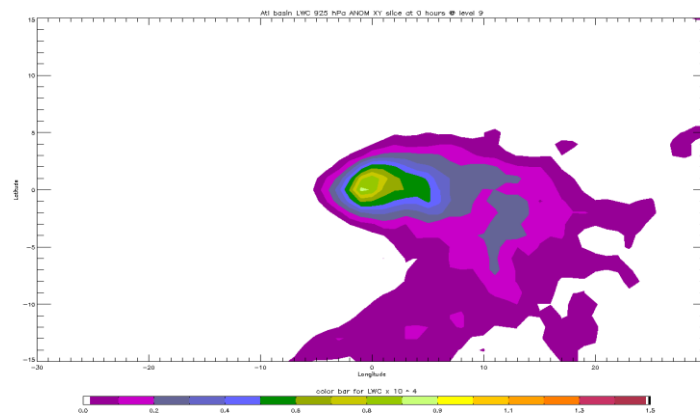 Atl basin LWC 925 hPa ANOM XY slice at 0 hours @ level 9
15
10
5
0
-5
-10
-15
Latitude
-30 -20 -10 0 10 20
Longitude
color bar for LWC x 10 - 4
0.0 0.2 0.4 0.6 0.8 0.9 1.1 1.3 1.5